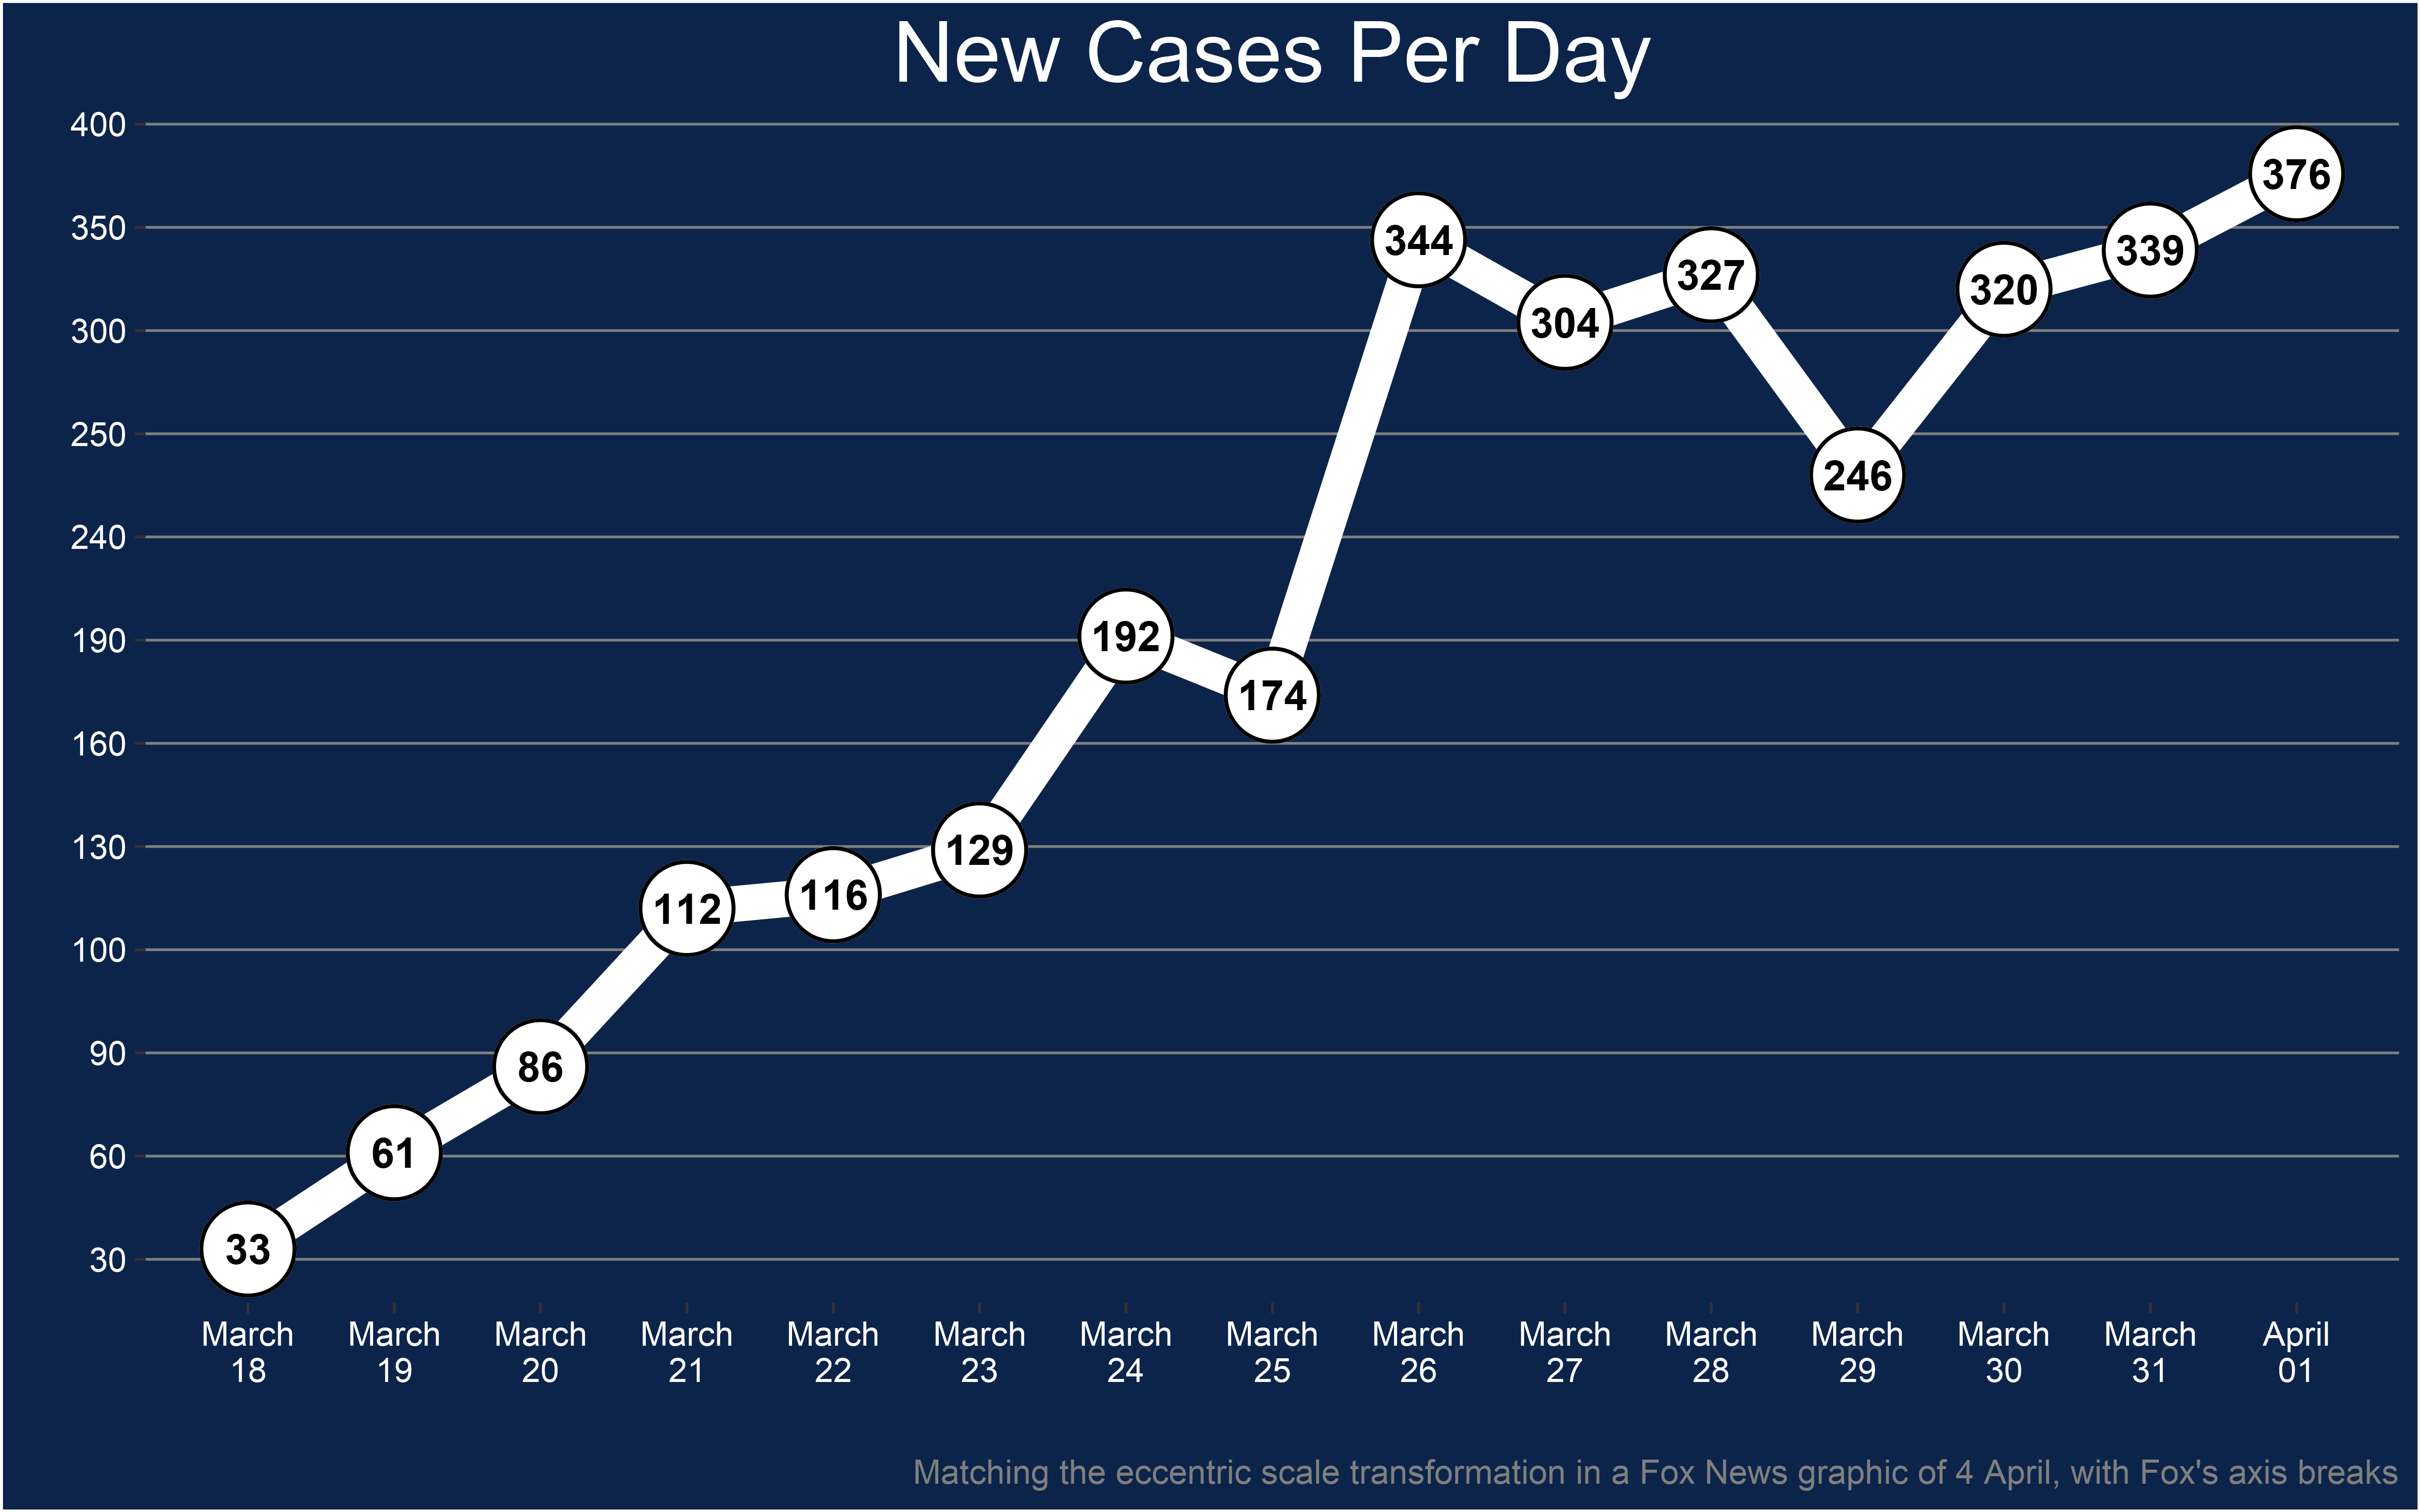 New Cases Per Day
400
350
300
250
240
190
160
130
100
90
60
30
33
61
86
112
116
129
192
174
344
304
327
246
320
339
376
March
18
March
19
March
20
March
21
March
22
March
23
March
24
March
25
March
26
March
27
March
28
March
29
March
30
March
31
April
01
Matching the eccentric scale transformation in a Fox News graphic of 4 April, with Fox's axis breaks